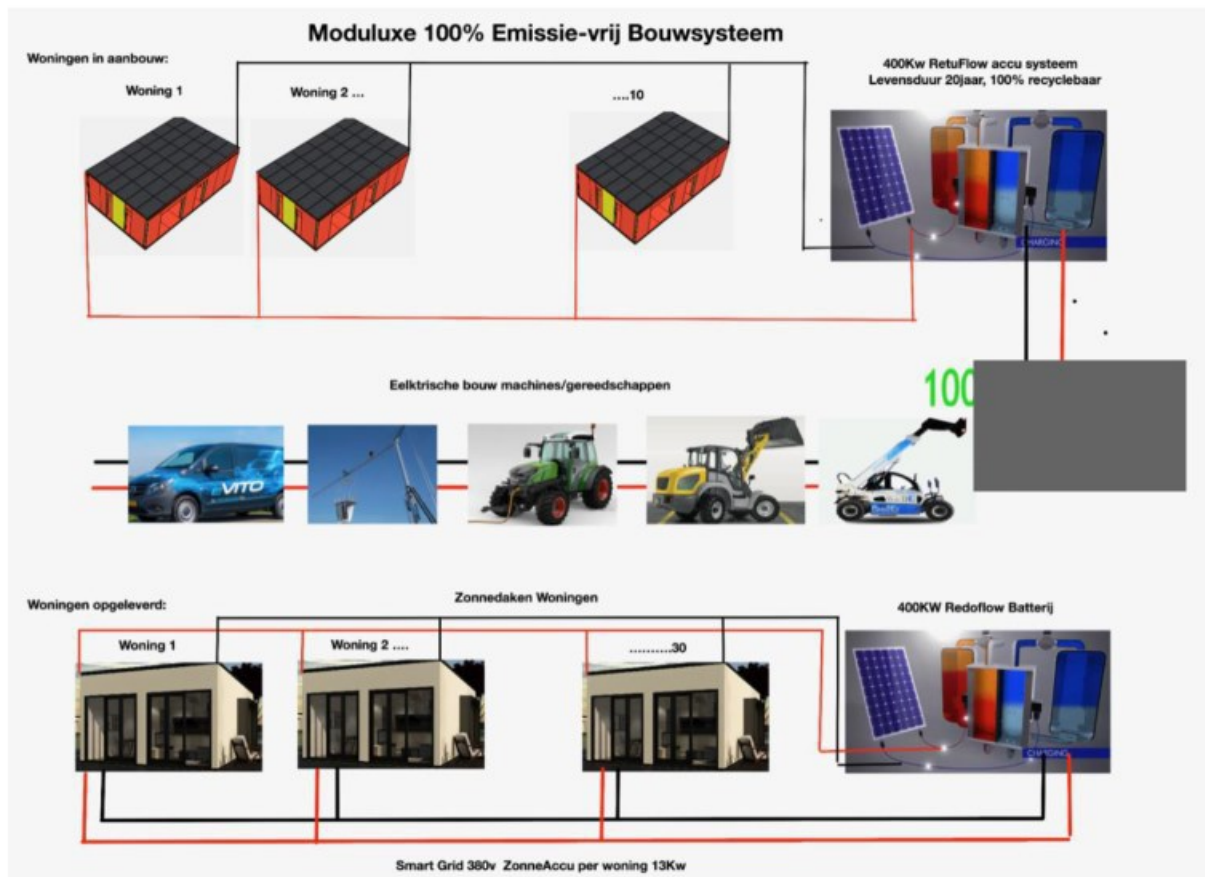 Moduluxe 100% Emissie-vrij Bouwsysteem
Woningen in aanbouw:
400Kw RetuFlow accu systeem
Levensduur 20jaar, 100% recyclebaar
Woning 1
Woning 2 ...
....10
CHARGING
Eelktrische bouw machines/gereedschappen
100
VITO
Woningen opgeleverd:
Zonnedaken Woningen
400KW Redoflow Batterij
Woning 1
Woning 2 ....
..........30
CHARGING
Smart Grid 380v ZonneAccu per woning 13Kw